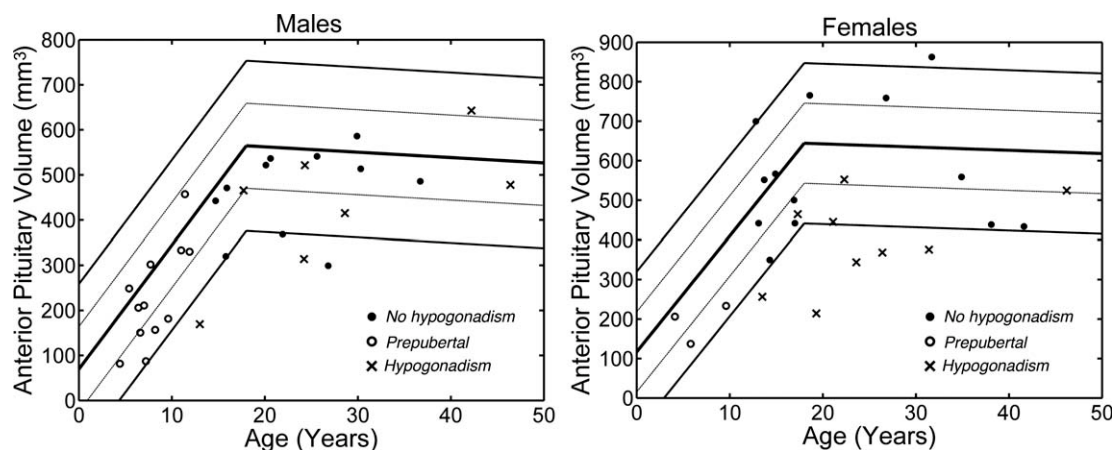 Males
Anterior Pituitary Volume (mm³)
800
700
600
500
400
300
200
100
0
No hypogonadism
Prepubertal
Hypogonadism
0 10 20 30 40 50
Age (Years)
Females
Anterior Pituitary Volume (mm³)
900
800
700
600
500
400
300
200
100
0
No hypogonadism
Prepubertal
Hypogonadism
0 10 20 30 40 50
Age (Years)